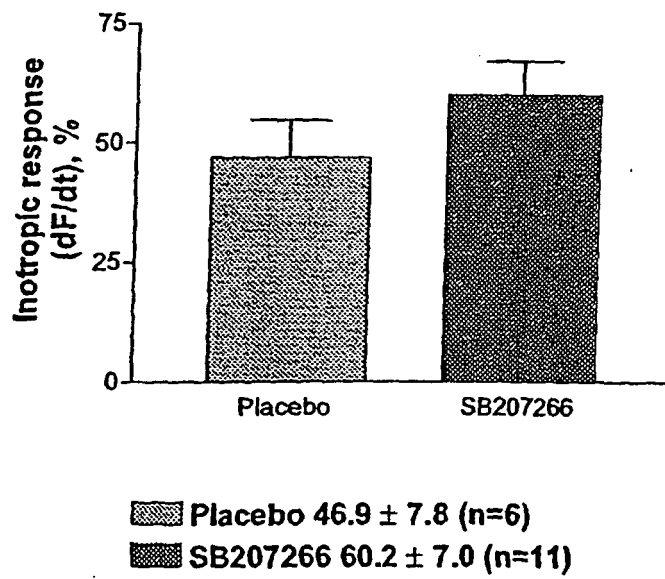 75
50
25
0
Inotropic response
(dF/dt), %
Placebo
SB207266
Placebo 46.9 ± 7.8 (n=6)
SB207266 60.2 ± 7.0 (n=11)